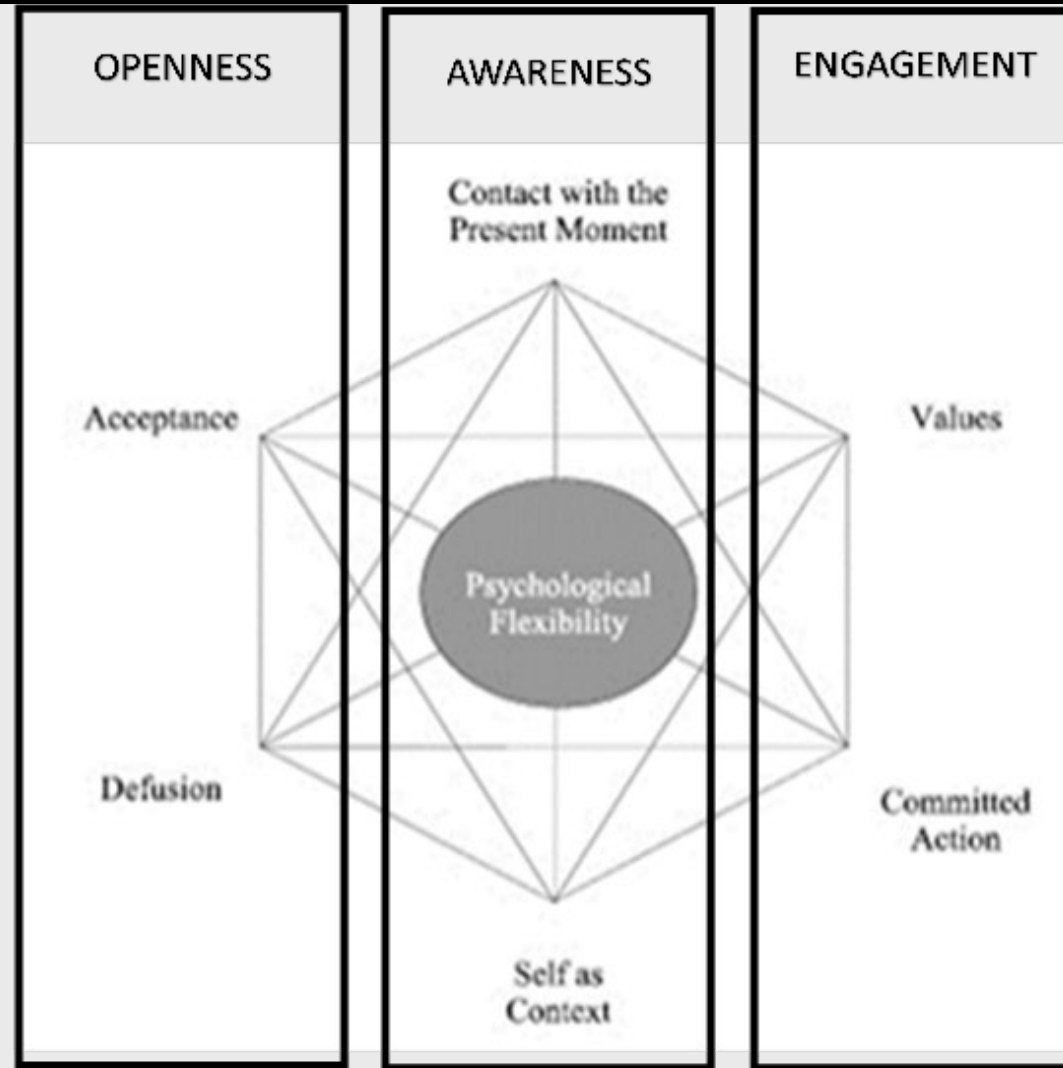 OPENNESS
AWARENESS
ENGAGEMENT
Contact with the
Present Moment
Acceptance
Values
Psychological
Flexibility
Defusion
Committed
Action
Self as
Context